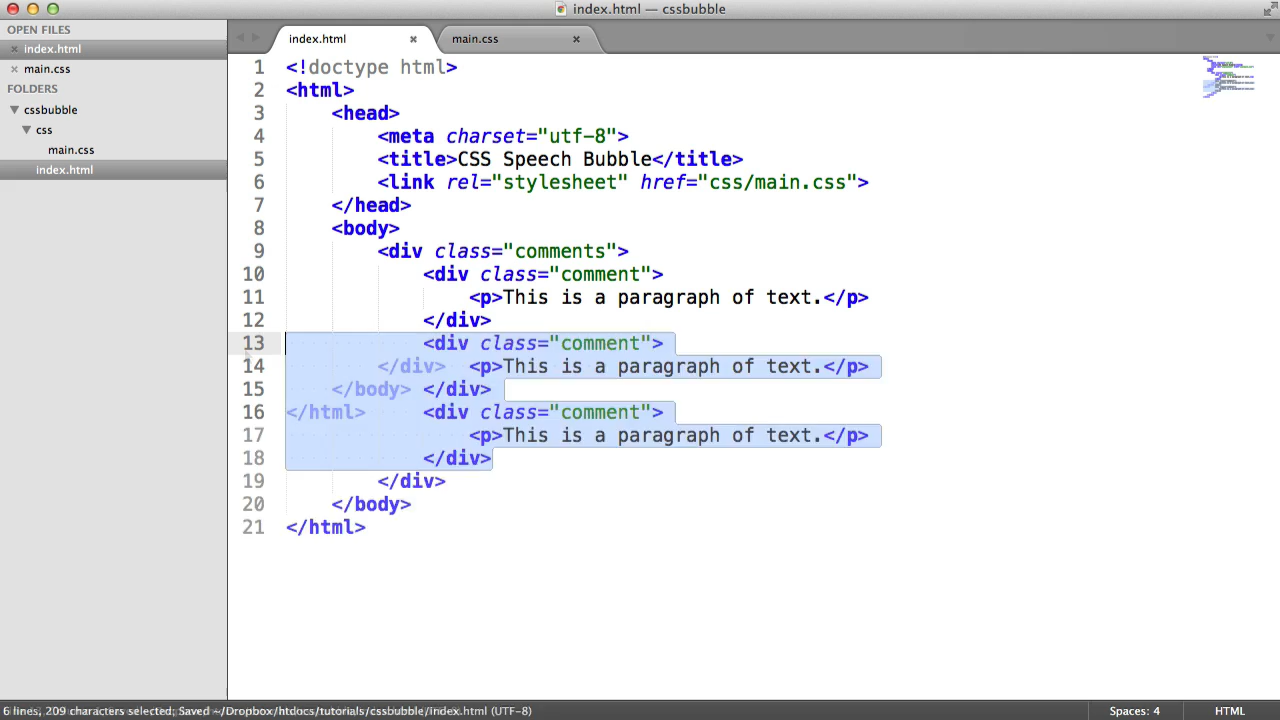 index.html — cssbubble
OPEN FILES
index.html
main.css
FOLDERS
cssbubble
css
main.css
index.html
index.html
main.css
1 <!doctype html>
2 <html>
3 <head>
4 <meta charset="utf-8">
5 <title>CSS Speech Bubble</title>
6 <link rel="stylesheet" href="css/main.css">
7 </head>
8 <body>
9 <div class="comments">
10 <div class="comment">
11 <p>This is a paragraph of text.</p>
12 </div>
13 <div class="comment">
14 </div> <p>This is a paragraph of text.</p>
15 </body> </div>
16 </html> <div class="comment">
17 <p>This is a paragraph of text.</p>
18 </div>
19 </div>
20 </body>
21 </html>
6 lines, 209 characters selected; Saved ~/Dropbox/htdocs/tutorials/cssbubble/index.html (UTF-8)
Spaces: 4
HTML